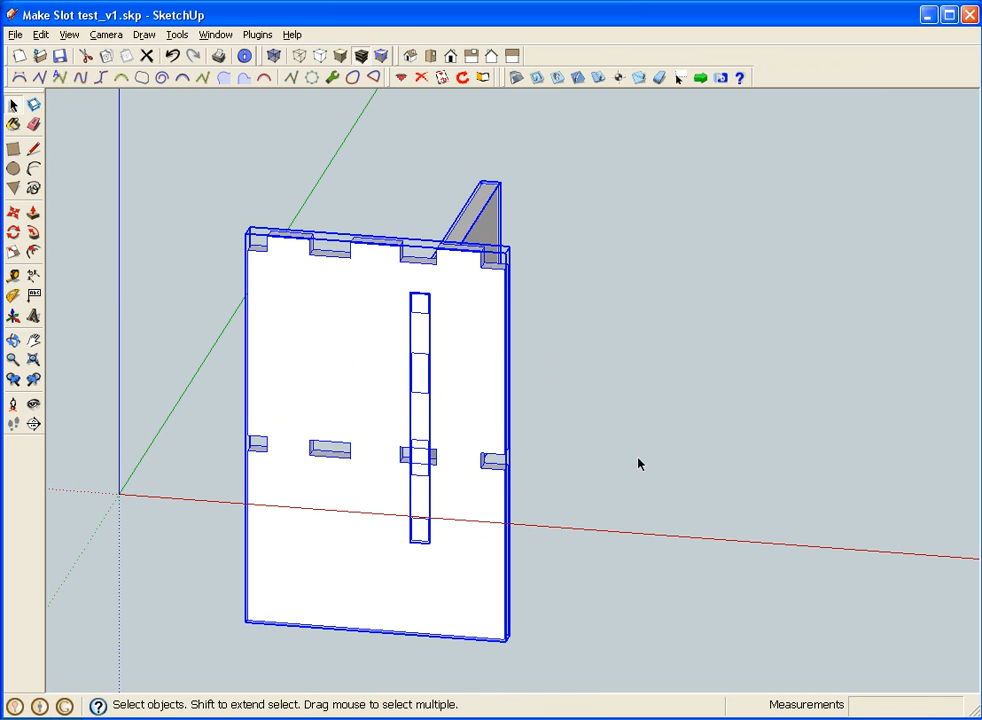 Make Slot test_v1.skp - SketchUp
File Edit View Camera Draw Tools Window Plugins Help
Select objects. Shift to extend select. Drag mouse to select multiple. Measurements